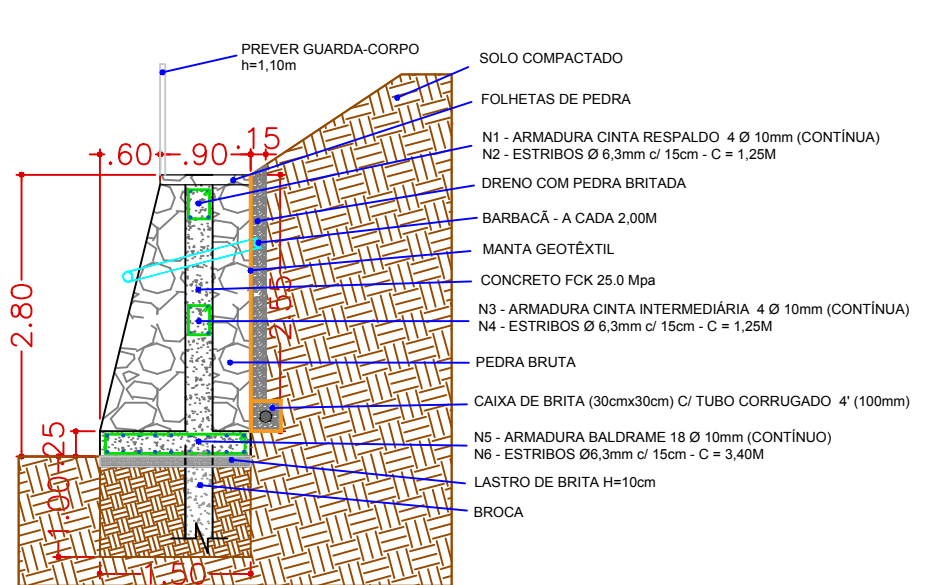 PREVER GUARDA-CORPO
h=1,10m
SOLO COMPACTADO
FOLHETAS DE PEDRA
N1 - ARMADURA CINTA RESPALDO 4 Ø 10mm (CONTÍNUA)
N2 - ESTRIBOS Ø 6,3mm c/ 15cm - C = 1,25M
.60
.90
.15
DRENO COM PEDRA BRITADA
BARBACÃ - A CADA 2,00M
MANTA GEOTÊXTIL
CONCRETO FCK 25.0 Mpa
2.80
2.55
N3 - ARMADURA CINTA INTERMEDIÁRIA 4 Ø 10mm (CONTÍNUA)
N4 - ESTRIBOS Ø 6,3mm c/ 15cm - C = 1,25M
PEDRA BRUTA
CAIXA DE BRITA (30cmx30cm) C/ TUBO CORRUGADO 4' (100mm)
.25
N5 - ARMADURA BALDRAME 18 Ø 10mm (CONTÍNUO)
N6 - ESTRIBOS Ø6,3mm c/ 15cm - C = 3,40M
LASTRO DE BRITA H=10cm
1.00
BROCA
1.50